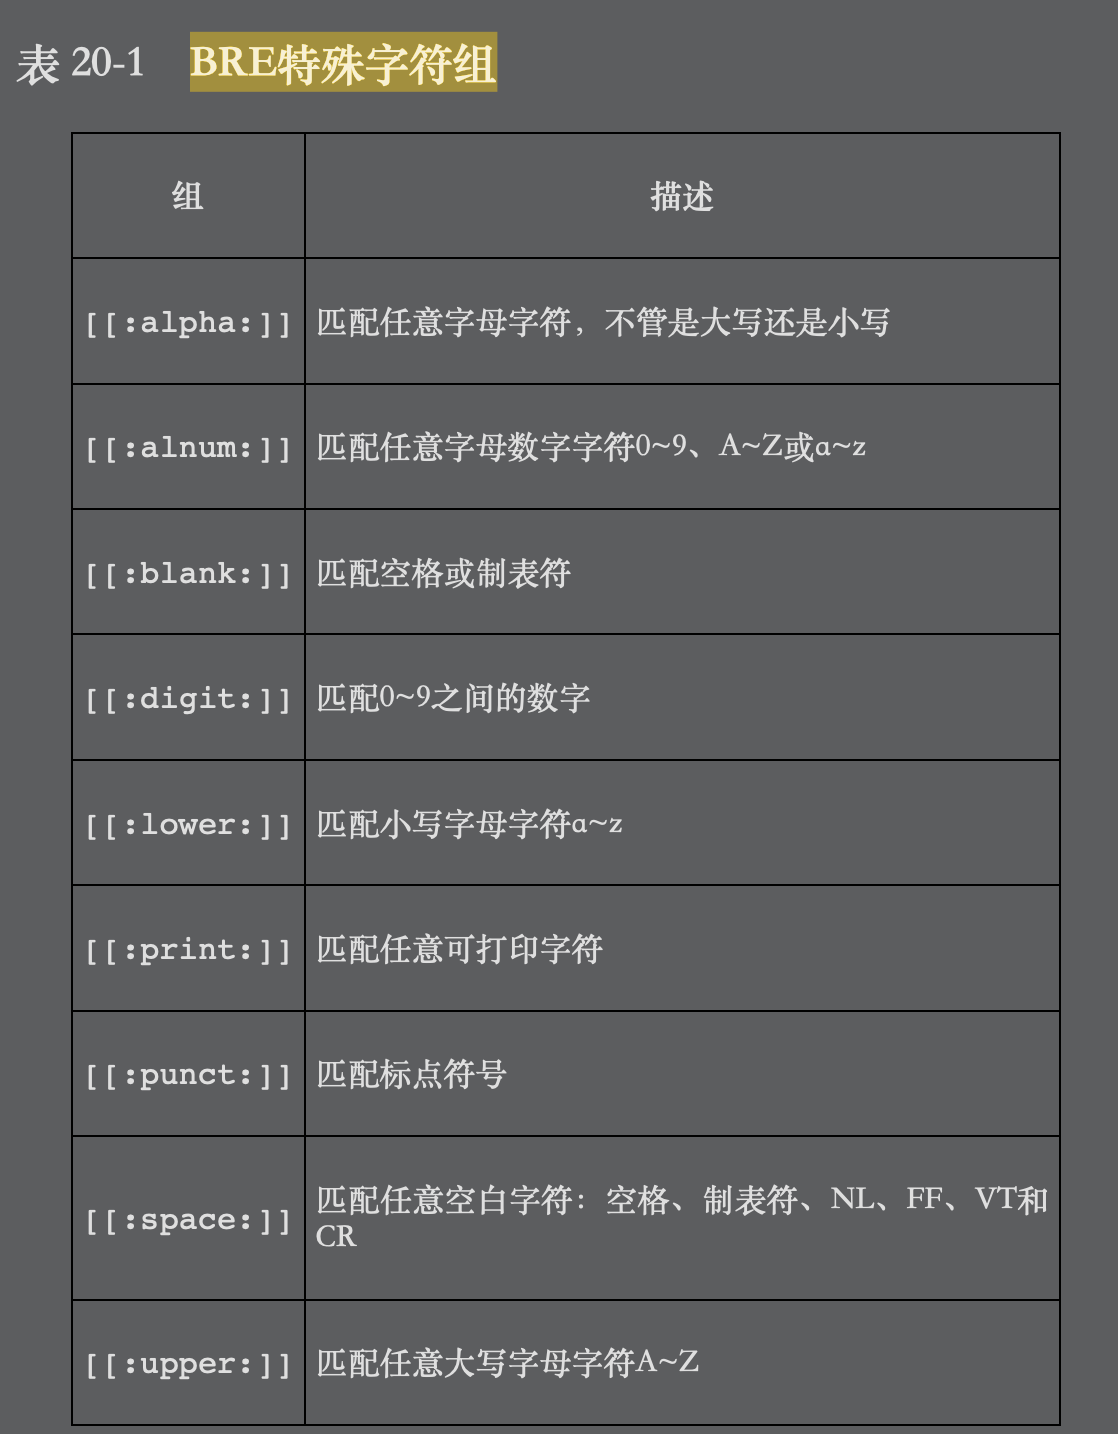 表 20-1 BRE特殊字符组
组 描述
[[:alpha:]] 匹配任意字母字符，不管是大写还是小写
[[:alnum:]] 匹配任意字母数字字符0~9、A~Z或a~z
[[:blank:]] 匹配空格或制表符
[[:digit:]] 匹配0~9之间的数字
[[:lower:]] 匹配小写字母字符a~z
[[:print:]] 匹配任意可打印字符
[[:punct:]] 匹配标点符号
[[:space:]] 匹配任意空白字符：空格、制表符、NL、FF、VT和
CR
[[:upper:]] 匹配任意大写字母字符A~Z